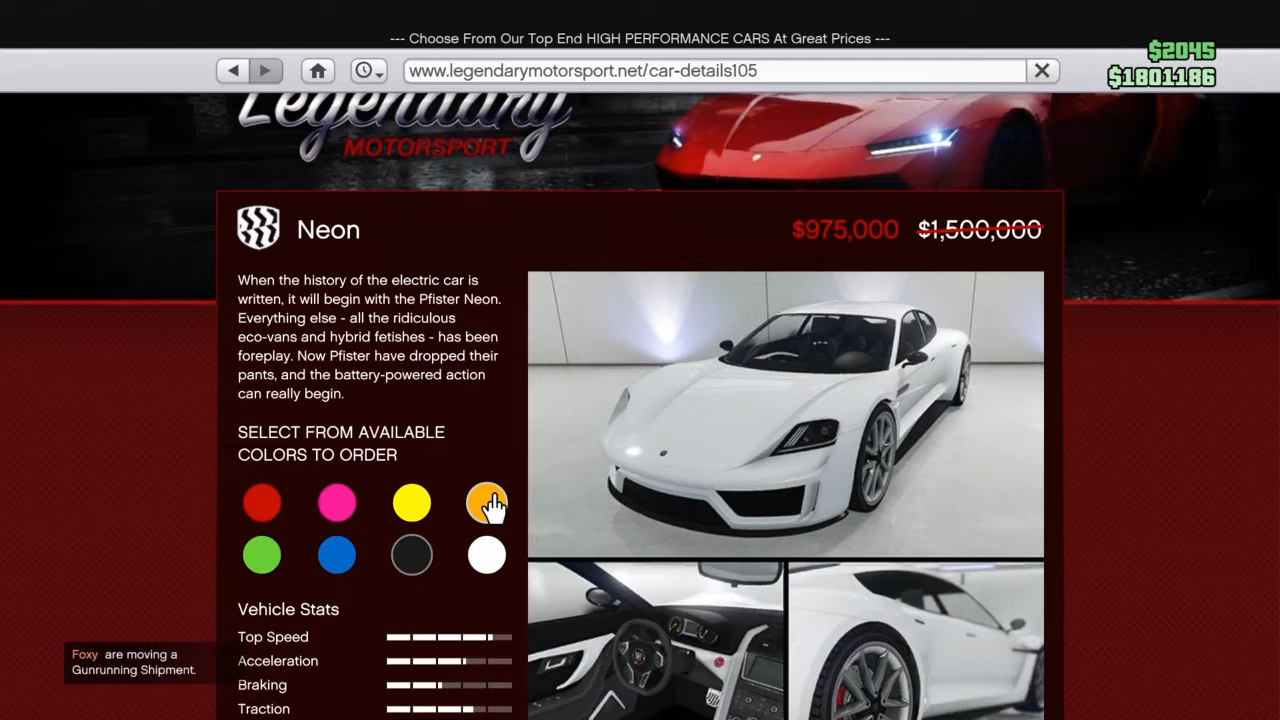 --- Choose From Our Top End HIGH PERFORMANCE CARS At Great Prices ---
$2045
www.legendarymotorsport.net/car-details105
$1801186
Legendary
MOTORSPORT
Neon
$975,000 $1,500,000
When the history of the electric car is
written, it will begin with the Pfister Neon.
Everything else - all the ridiculous
eco-vans and hybrid fetishes - has been
foreplay. Now Pfister have dropped their
pants, and the battery-powered action
can really begin.
SELECT FROM AVAILABLE
COLORS TO ORDER
Vehicle Stats
Top Speed
Acceleration
Braking
Traction
Foxy are moving a
Gunrunning Shipment.